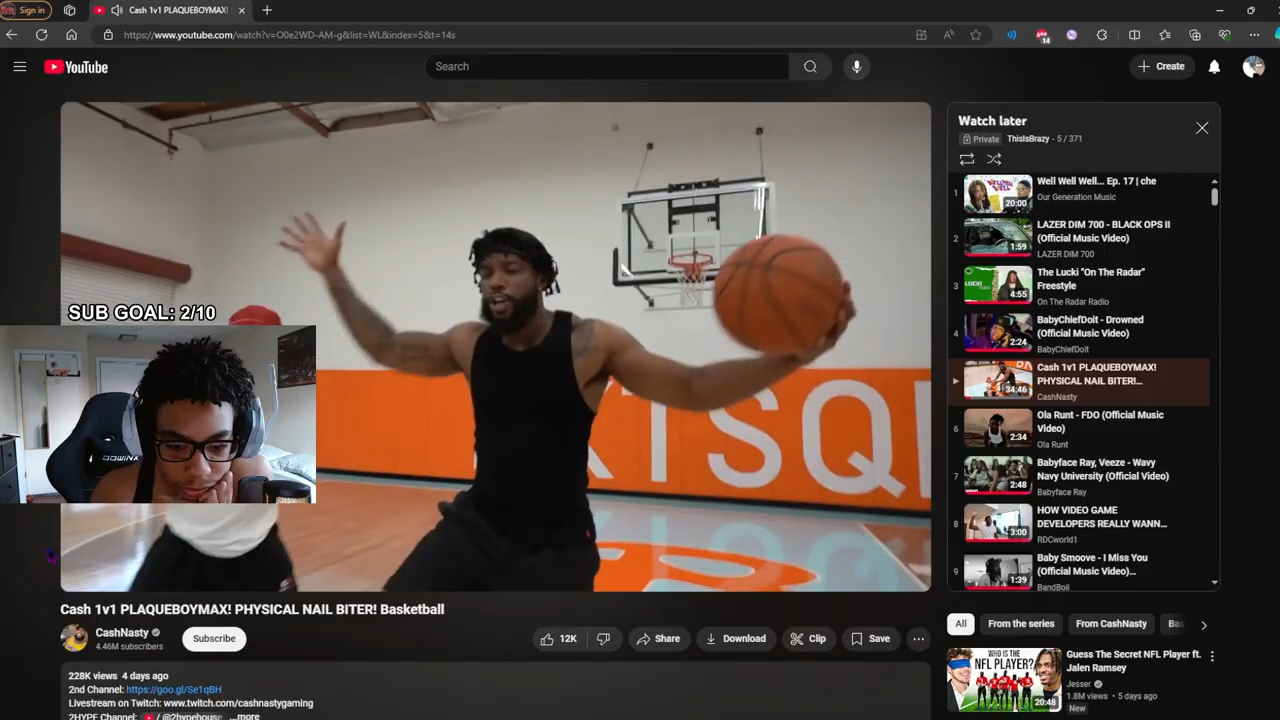 Sign in
Cash 1v1 PLAQUEBOYMAX!
https://www.youtube.com/watch?v=O0e2WD-AM-g&list=WL&index=5&t=14s
14
YouTube
Search
Create
SUB GOAL: 2/10
TSQ
DOWINX
Cash 1v1 PLAQUEBOYMAX! PHYSICAL NAIL BITER! Basketball
CashNasty
4.46M subscribers
Subscribe
12K
Share
Download
Clip
Save
228K views 4 days ago
2nd Channel: https://goo.gl/Se1qBH
Livestream on Twitch: www.twitch.com/cashnastygaming
2HYPE Channel: / @2hypehouse ...more
Watch later
Private ThisIsBrazy - 5 / 371
1
20:00
Well Well Well... Ep. 17 | che
Our Generation Music
2
1:59
LAZER DIM 700 - BLACK OPS II
(Official Music Video)
LAZER DIM 700
3
4:55
The Lucki "On The Radar"
Freestyle
On The Radar Radio
4
2:24
BabyChiefDoit - Drowned
(Official Music Video)
BabyChiefDoit
34:46
Cash 1v1 PLAQUEBOYMAX!
PHYSICAL NAIL BITER!...
CashNasty
6
2:34
Ola Runt - FDO (Official Music
Video)
Ola Runt
7
2:48
Babyface Ray, Veeze - Wavy
Navy University (Official Video)
Babyface Ray
8
3:00
HOW VIDEO GAME
DEVELOPERS REALLY WANN...
RDCworld1
9
1:39
Baby Smoove - I Miss You
(Official Music Video)...
BandBoii
All
From the series
From CashNasty
Bas
WHO IS THE
NFL PLAYER?
20:48
Guess The Secret NFL Player ft.
Jalen Ramsey
Jesser
1.8M views • 5 days ago
New